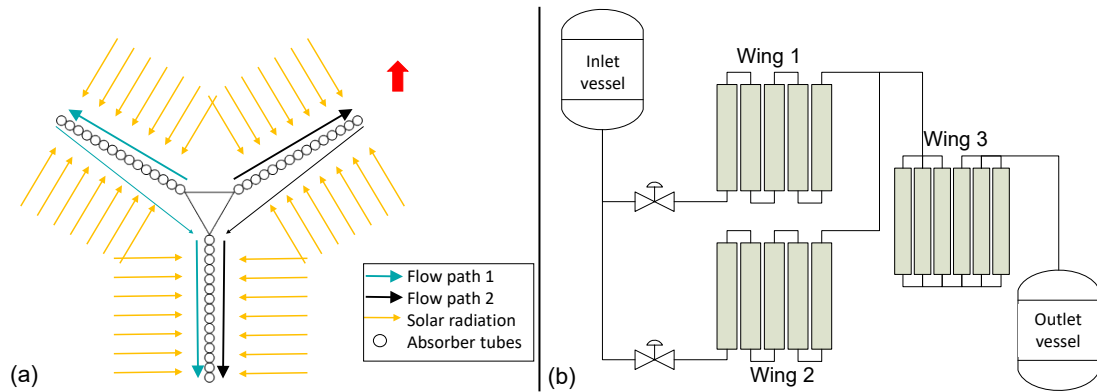 Flow path 1
Flow path 2
Solar radiation
Absorber tubes
(a)
Inlet
vessel
Wing 1
Wing 3
Wing 2
Outlet
vessel
(b)